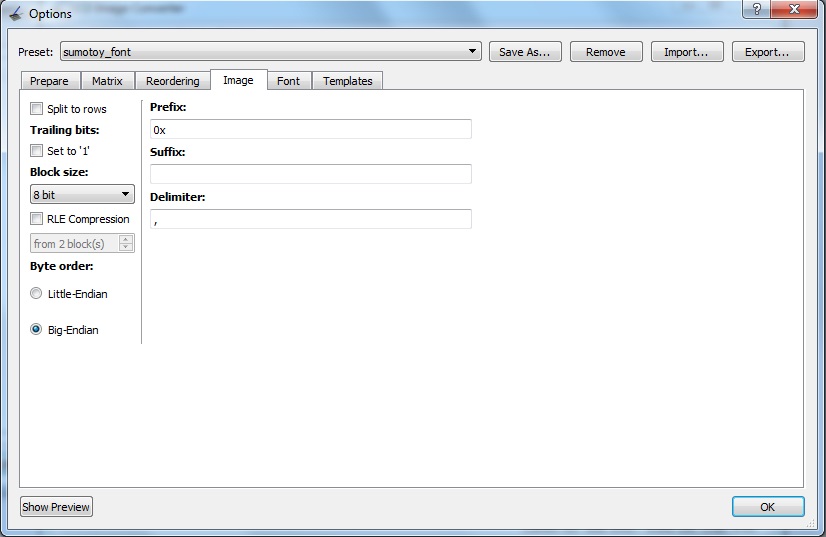 Options
Preset: sumotoy_font Save As... Remove Import... Export...
Prepare Matrix Reordering Image Font Templates
Split to rows
Trailing bits:
Set to '1'
Block size:
8 bit
RLE Compression
from 2 block(s)
Byte order:
Little-Endian
Big-Endian
Prefix:
0x
Suffix:
Delimiter:
,
Show Preview OK